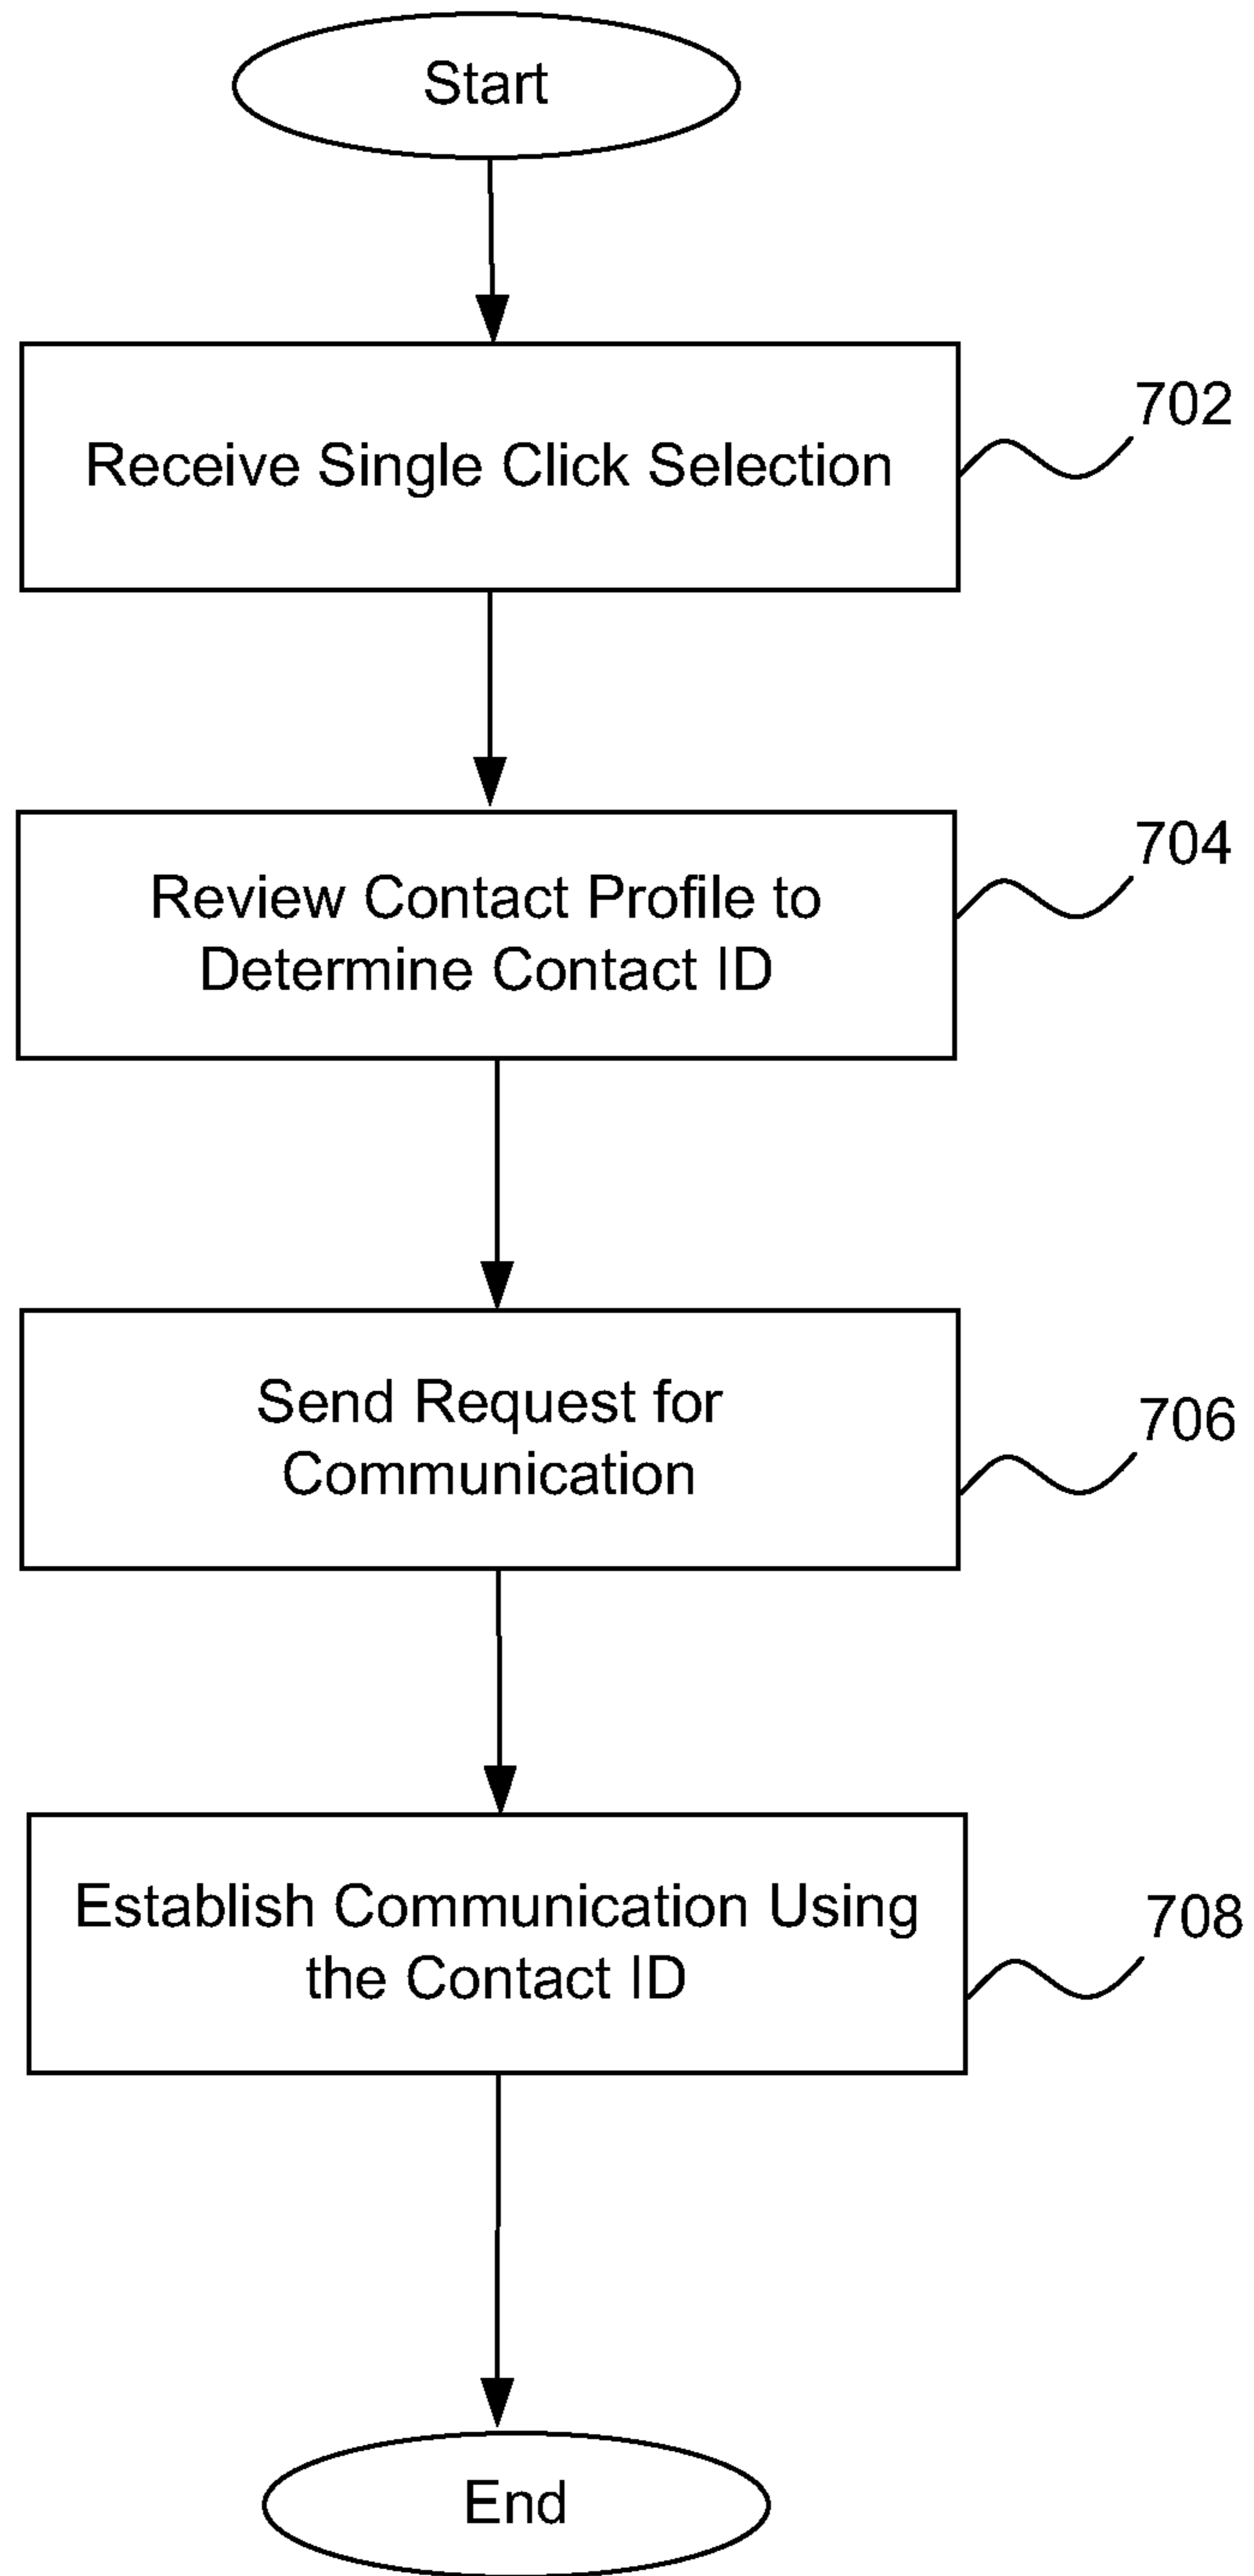 Start
Receive Single Click Selection
702
Review Contact Profile to
Determine Contact ID
704
Send Request for
Communication
706
Establish Communication Using
the Contact ID
708
End